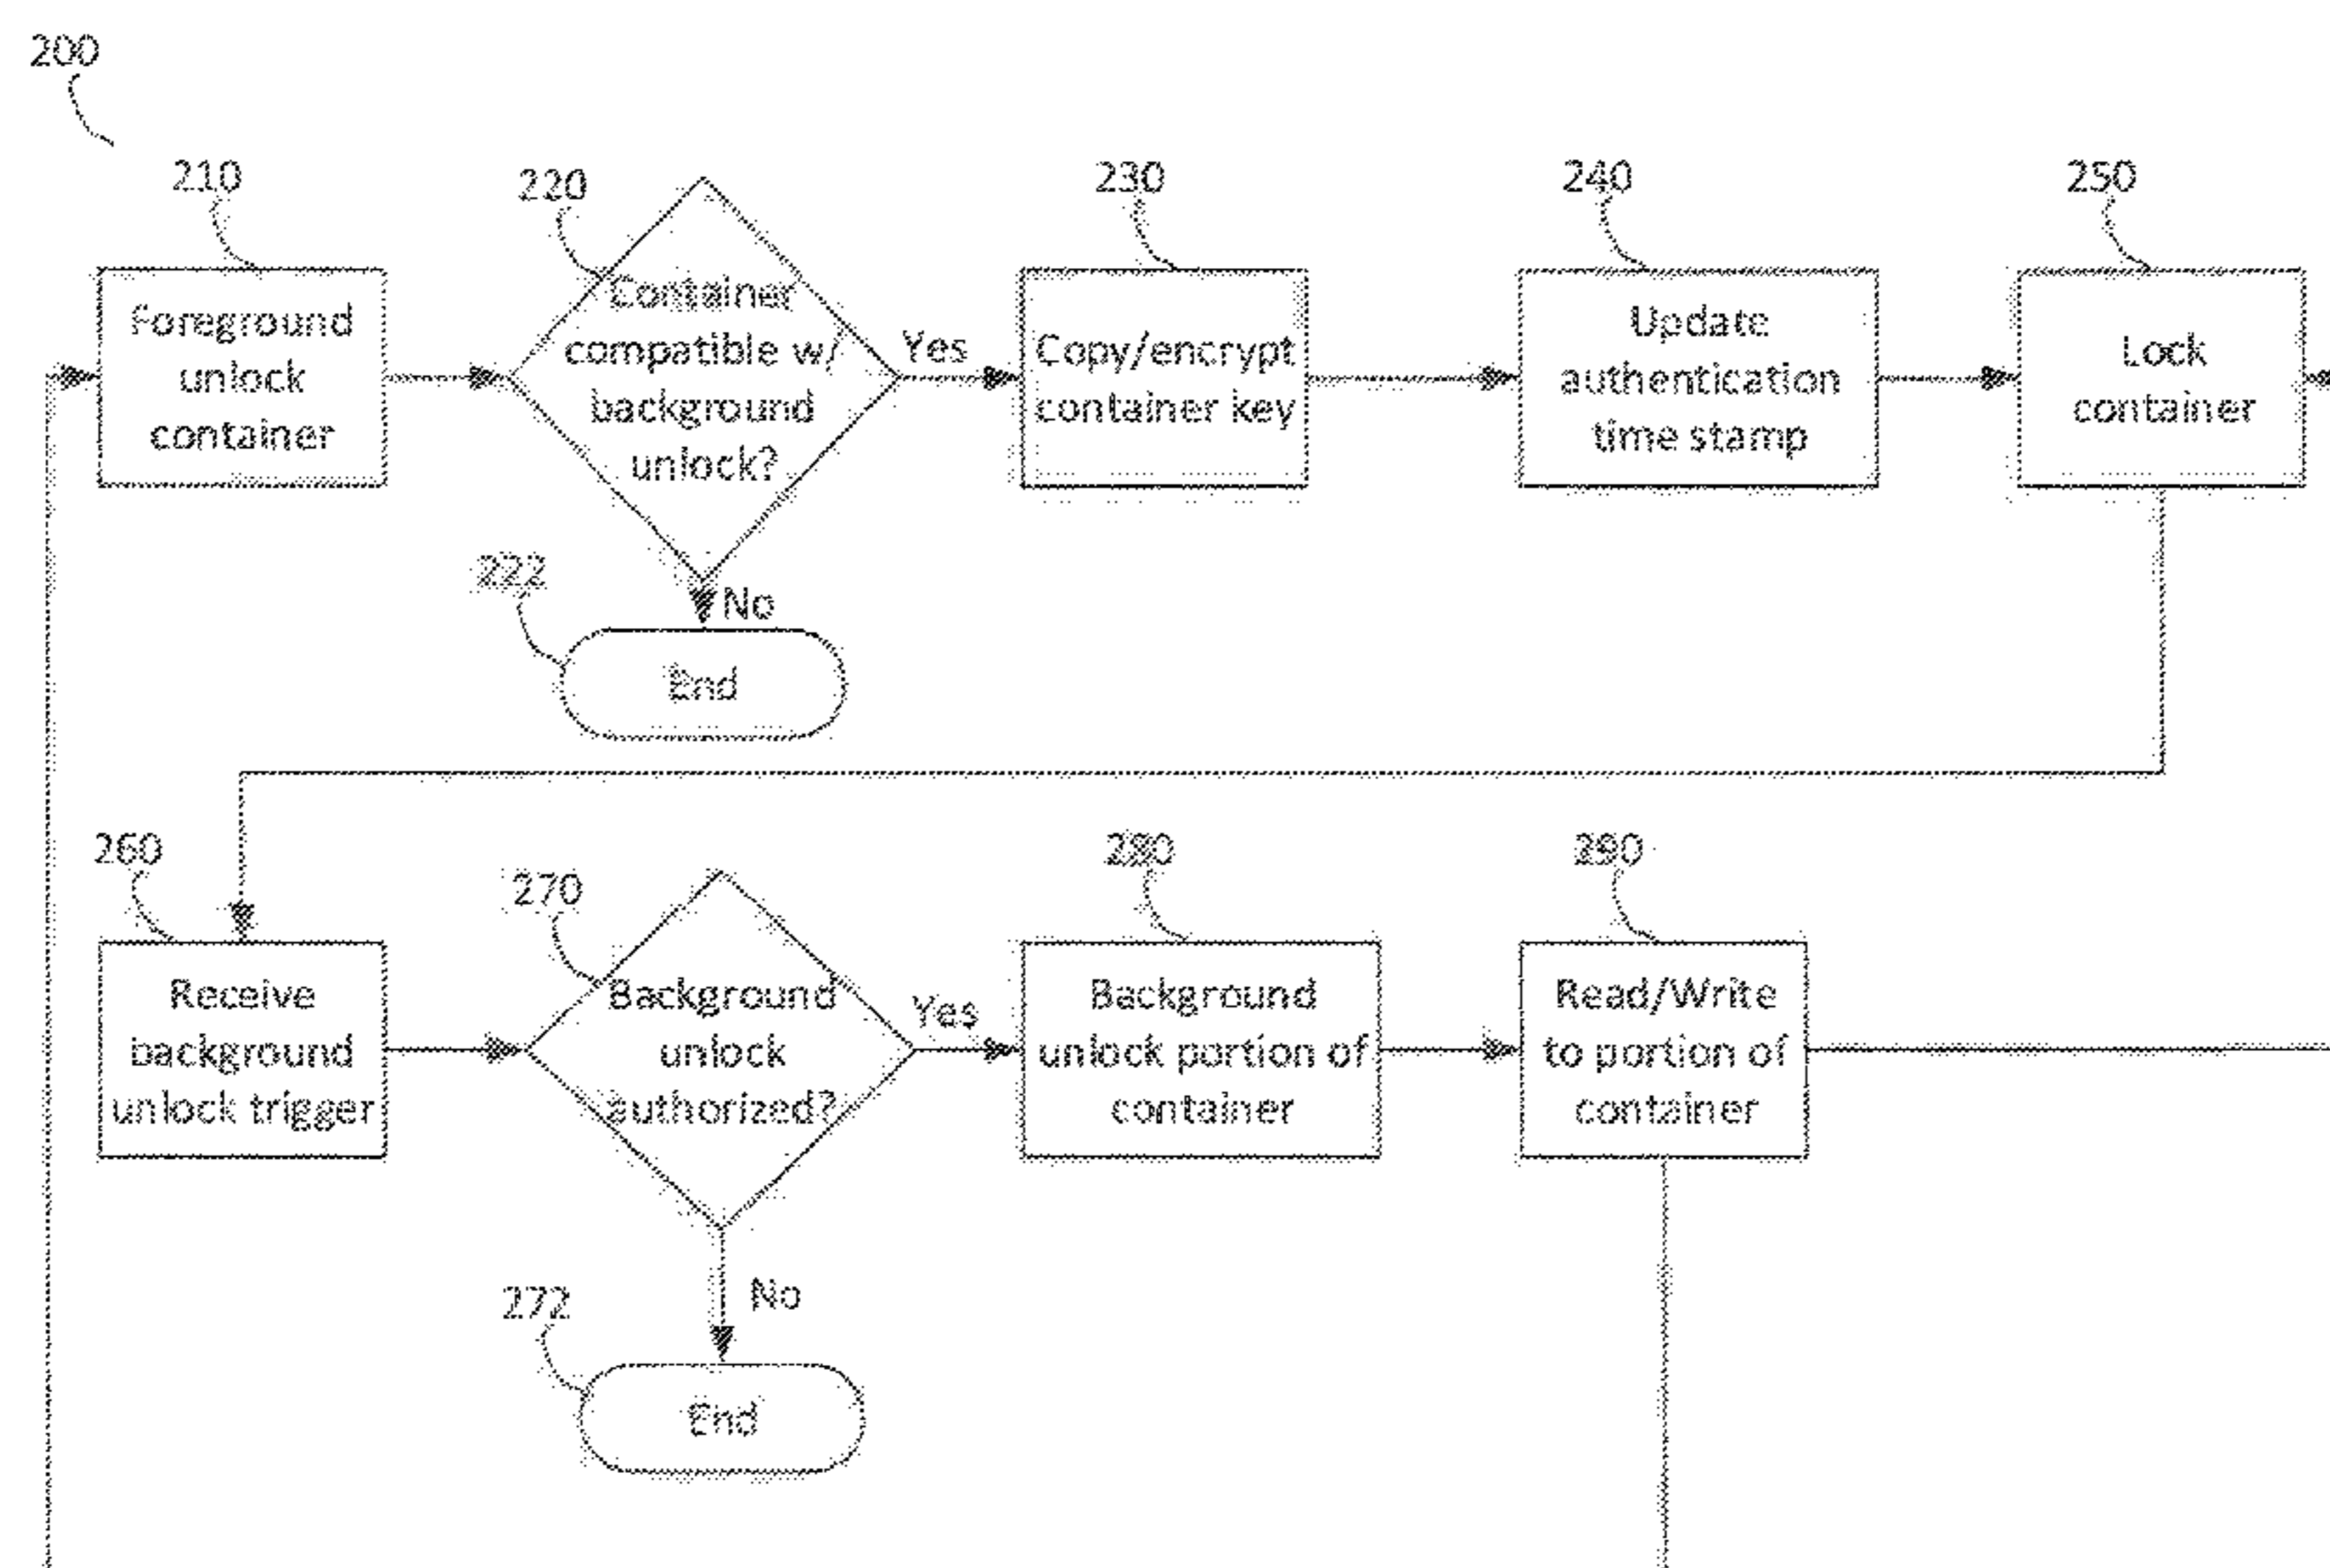 200
210
220
230
240
250
Foreground
unlock
container
Container
compatible w/
background
unlock?
Yes
Copy/encrypt
container key
Update
authentication
time stamp
Lock
container
222
No
End
260
270
280
290
Receive
background
unlock trigger
Background
unlock
authorized?
Yes
Background
unlock portion of
container
Read/Write
to portion of
container
272
No
End